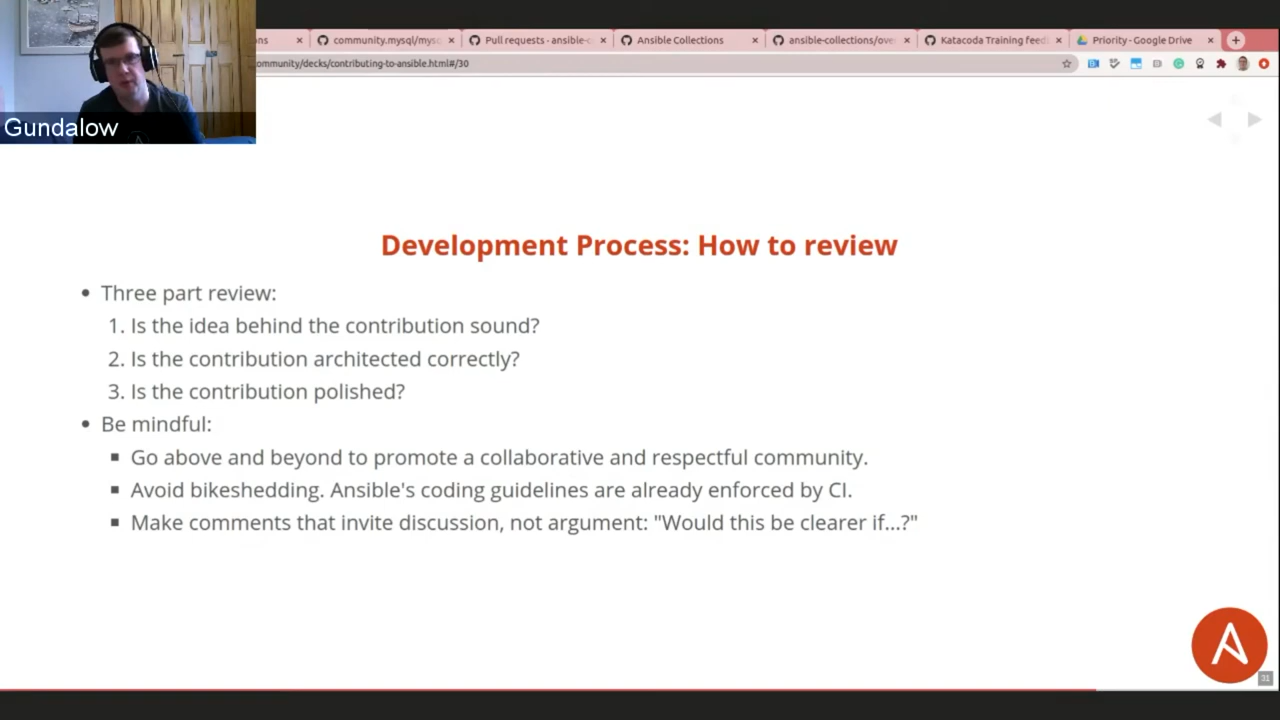 ns
community.mysql/mysc
Pull requests · ansible-c
Ansible Collections
ansible-collections/ove
Katacoda Training feed
Priority - Google Drive
ommunity/decks/contributing-to-ansible.html#/30
Gundalow
Development Process: How to review
Three part review:
1. Is the idea behind the contribution sound?
2. Is the contribution architected correctly?
3. Is the contribution polished?
Be mindful:
Go above and beyond to promote a collaborative and respectful community.
Avoid bikeshedding. Ansible's coding guidelines are already enforced by CI.
Make comments that invite discussion, not argument: "Would this be clearer if...?"
31